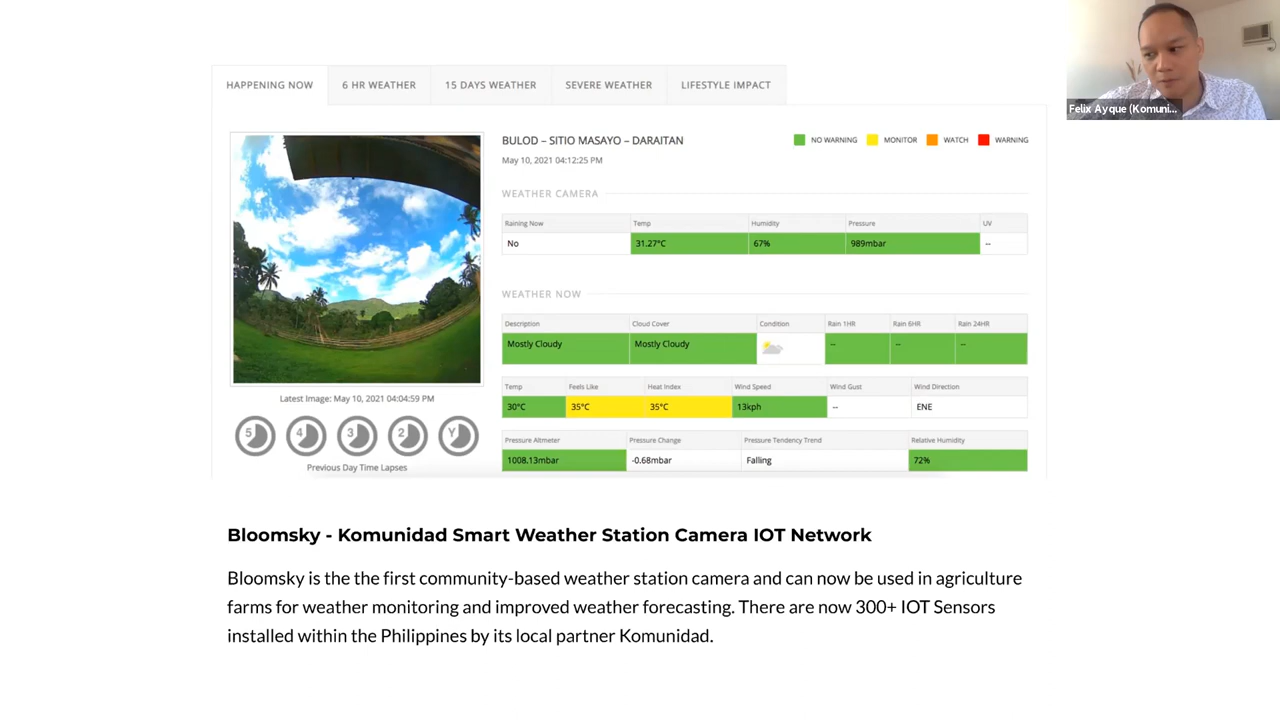 HAPPENING NOW
6 HR WEATHER
15 DAYS WEATHER
SEVERE WEATHER
LIFESTYLE IMPACT
Felix Ayque (Komuni...
BULOD – SITIO MASAYO – DARAITAN
NO WARNING
MONITOR
WATCH
WARNING
May 10, 2021 04:12:25 PM
WEATHER CAMERA
Raining Now
Temp
Humidity
Pressure
UV
No
31.27°C
67%
989mbar
--
WEATHER NOW
Description
Cloud Cover
Condition
Rain 1HR
Rain 6HR
Rain 24HR
Mostly Cloudy
Mostly Cloudy
--
--
--
Temp
Feels Like
Heat Index
Wind Speed
Wind Gust
Wind Direction
30°C
35°C
35°C
13kph
--
ENE
Pressure Altmeter
Pressure Change
Pressure Tendency Trend
Relative Humidity
1008.13mbar
-0.68mbar
Falling
72%
Latest Image: May 10, 2021 04:04:59 PM
5
4
3
2
Y
Previous Day Time Lapses
Bloomsky - Komunidad Smart Weather Station Camera IOT Network
Bloomsky is the the first community-based weather station camera and can now be used in agriculture
farms for weather monitoring and improved weather forecasting. There are now 300+ IOT Sensors
installed within the Philippines by its local partner Komunidad.